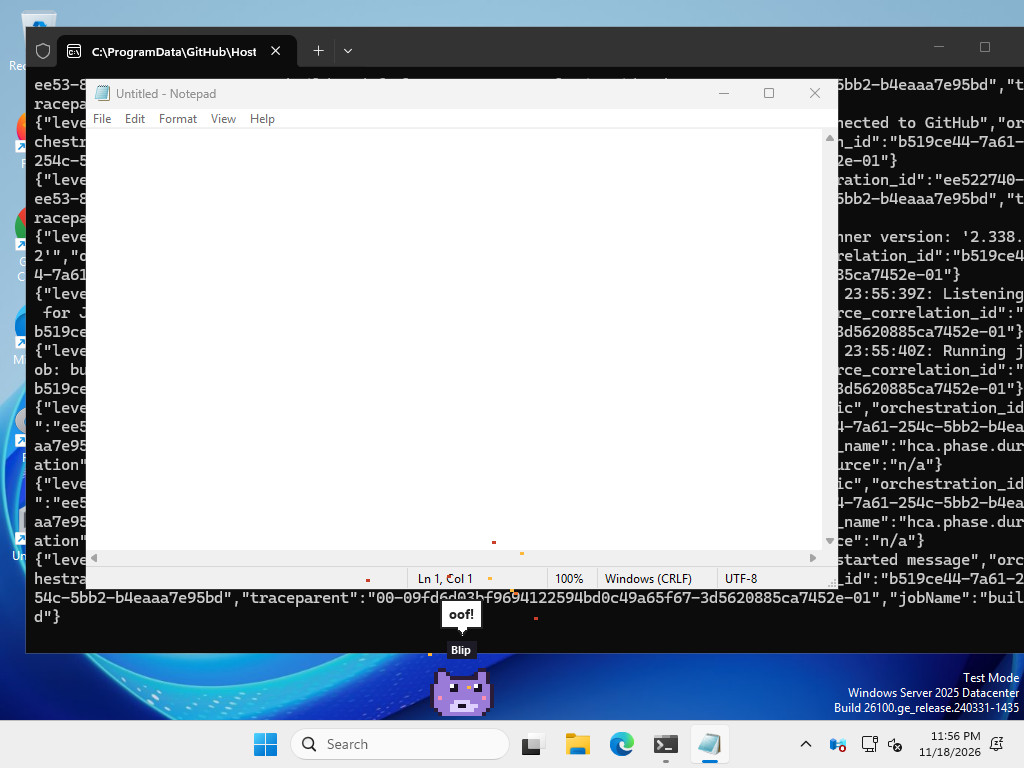 C:\ProgramData\GitHub\Host
Untitled - Notepad
File Edit Format View Help
ee53-8
5bb2-b4eaaa7e95bd","t
racepa
{"leve
nected to GitHub","or
chestr
n_id":"b519ce44-7a61-
254c-5
2e-01"}
{"leve
ration_id":"ee522740-
ee53-8
5bb2-b4eaaa7e95bd","t
racepa
{"leve
nner version: '2.338.
2'","o
relation_id":"b519ce4
4-7a61
85ca7452e-01"}
{"leve
23:55:39Z: Listening
for J
rce_correlation_id":"
b519ce
3d5620885ca7452e-01"}
{"leve
23:55:40Z: Running j
ob: bu
rce_correlation_id":"
b519ce
3d5620885ca7452e-01"}
{"leve
ic","orchestration_id
":"ee5
4-7a61-254c-5bb2-b4ea
aa7e95
_name":"hca.phase.dur
ation"
urce":"n/a"}
{"leve
ic","orchestration_id
":"ee5
4-7a61-254c-5bb2-b4ea
aa7e95
_name":"hca.phase.dur
ation"
ce":"n/a"}
{"leve
started message","orc
hestra
_id":"b519ce44-7a61-2
54c-5bb2-b4eaaa7e95bd","traceparent":"00-09fd6d03bf9694122594bd0c49a65f67-3d5620885ca7452e-01","jobName":"buil
d"}
Ln 1, Col 1
100%
Windows (CRLF)
UTF-8
oof!
Blip
Test Mode
Windows Server 2025 Datacenter
Build 26100.ge_release.240331-1435
Search
11:56 PM
11/18/2026